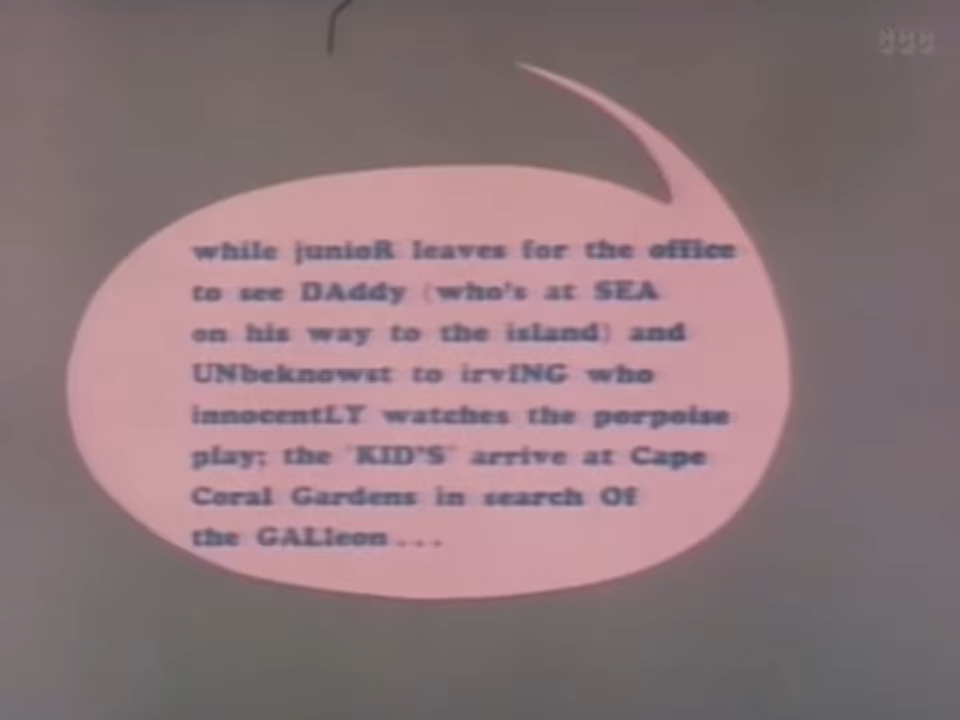 while junioR leaves for the office
to see DAddy (who's at SEA
on his way to the island) and
UNbeknowst to irvING who
innocentLY watches the porpoise
play; the "KID'S" arrive at Cape
Coral Gardens in search Of
the GALleon...